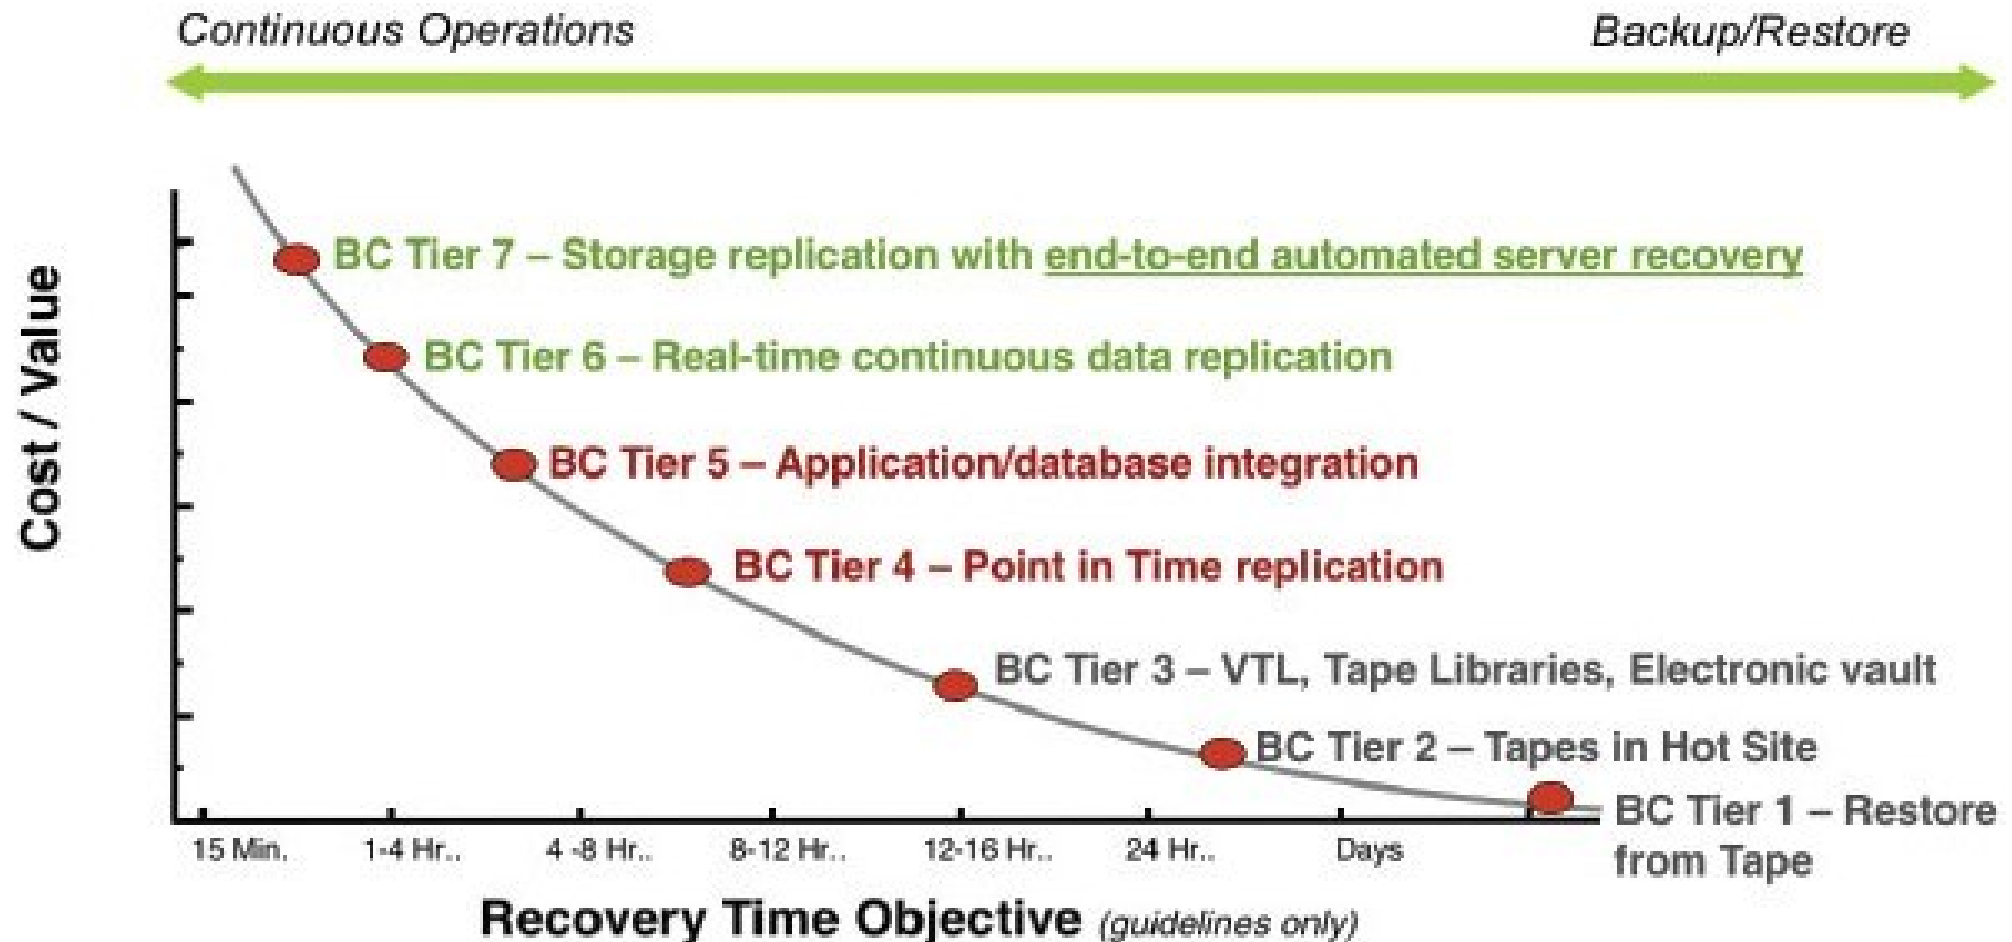 Continuous Operations
Backup/Restore
Cost / Value
BC Tier 7 – Storage replication with end-to-end automated server recovery
BC Tier 6 – Real-time continuous data replication
BC Tier 5 – Application/database integration
BC Tier 4 – Point in Time replication
BC Tier 3 – VTL, Tape Libraries, Electronic vault
BC Tier 2 – Tapes in Hot Site
BC Tier 1 – Restore
from Tape
15 Min. 1-4 Hr.. 4 -8 Hr.. 8-12 Hr.. 12-16 Hr.. 24 Hr.. Days
Recovery Time Objective (guidelines only)